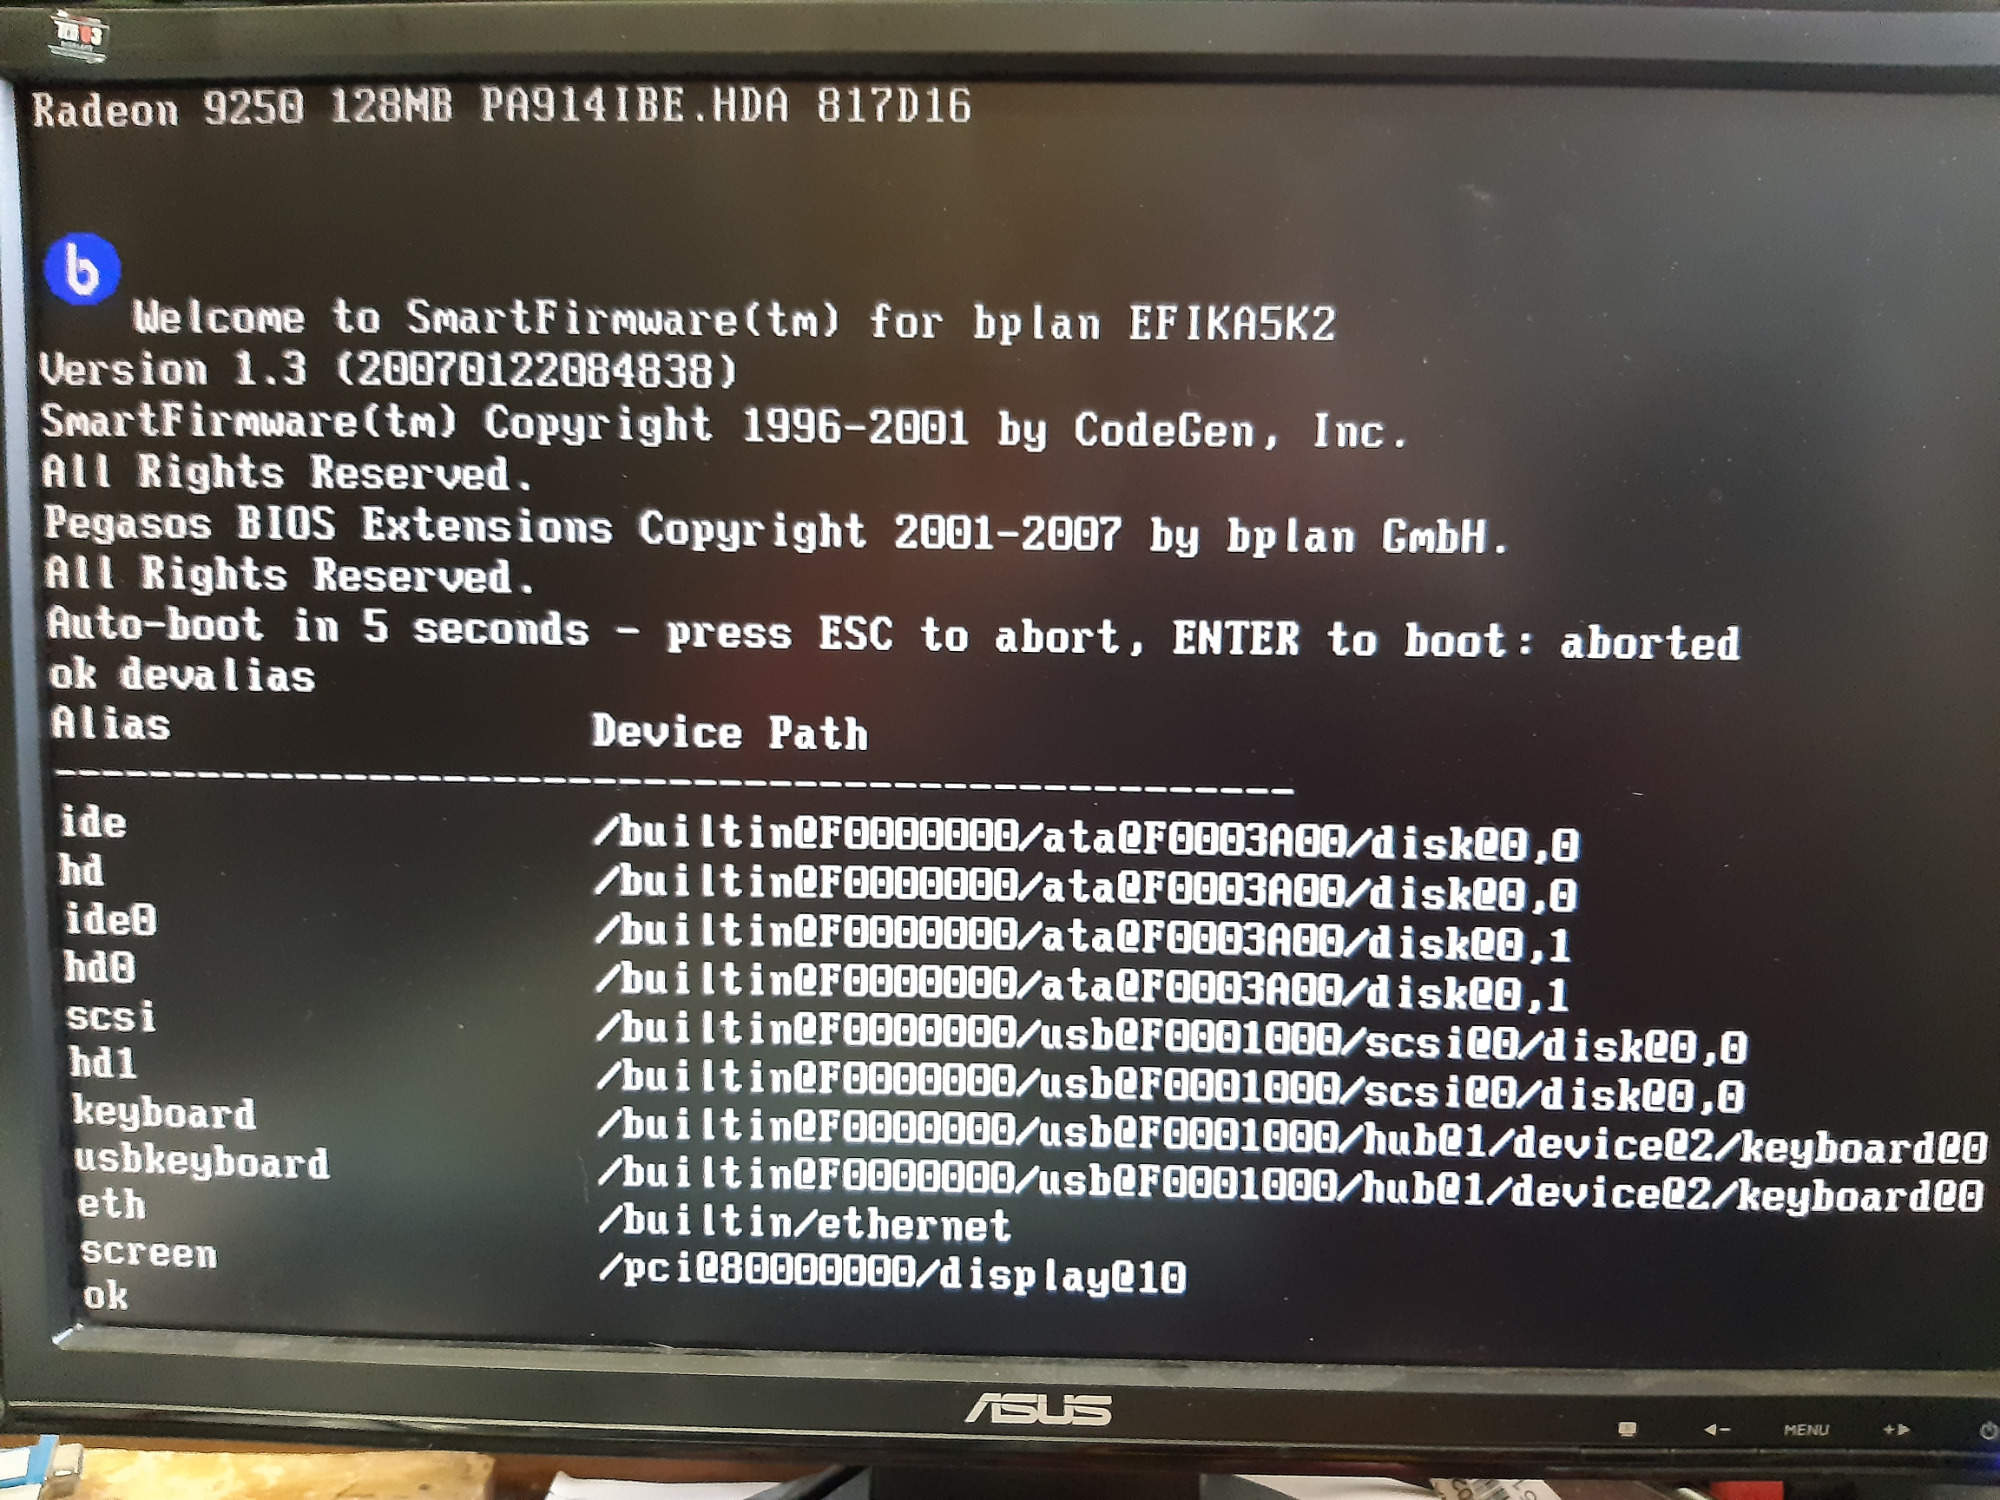 Radeon 9250 128MB PA914IBE.HDA 817D16
b
Welcome to SmartFirmware(tm) for bplan EFIKA5K2
Version 1.3 (20070122084838)
SmartFirmware(tm) Copyright 1996-2001 by CodeGen, Inc.
All Rights Reserved.
Pegasos BIOS Extensions Copyright 2001-2007 by bplan GmbH.
All Rights Reserved.
Auto-boot in 5 seconds - press ESC to abort, ENTER to boot: aborted
ok devalias
Alias Device Path
----------------------------------------------------
ide /builtin@F0000000/ata@F0003A00/disk@0,0
hd /builtin@F0000000/ata@F0003A00/disk@0,0
ide0 /builtin@F0000000/ata@F0003A00/disk@0,1
hd0 /builtin@F0000000/ata@F0003A00/disk@0,1
scsi /builtin@F0000000/usb@F0001000/scsi@0/disk@0,0
hd1 /builtin@F0000000/usb@F0001000/scsi@0/disk@0,0
keyboard /builtin@F0000000/usb@F0001000/hub@1/device@2/keyboard@0
usbkeyboard /builtin@F0000000/usb@F0001000/hub@1/device@2/keyboard@0
eth /builtin/ethernet
screen /pci@80000000/display@10
ok
ASUS
MENU